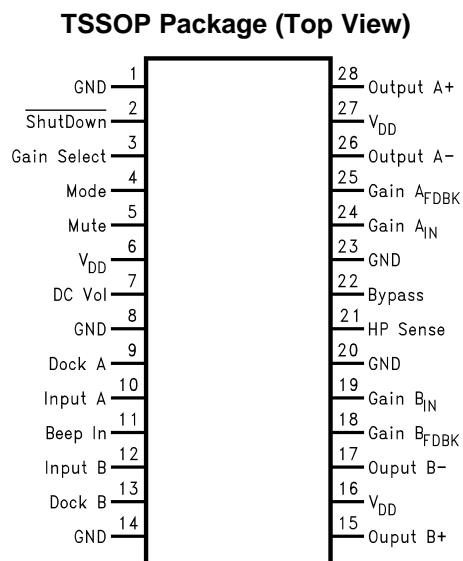 TSSOP Package (Top View)
GND 1
ShutDown 2
Gain Select 3
Mode 4
Mute 5
VDD 6
DC Vol 7
GND 8
Dock A 9
Input A 10
Beep In 11
Input B 12
Dock B 13
GND 14
28 Output A+
27 VDD
26 Output A-
25 Gain AFDBK
24 Gain AIN
23 GND
22 Bypass
21 HP Sense
20 GND
19 Gain BIN
18 Gain BFDBK
17 Ouput B-
16 VDD
15 Ouput B+